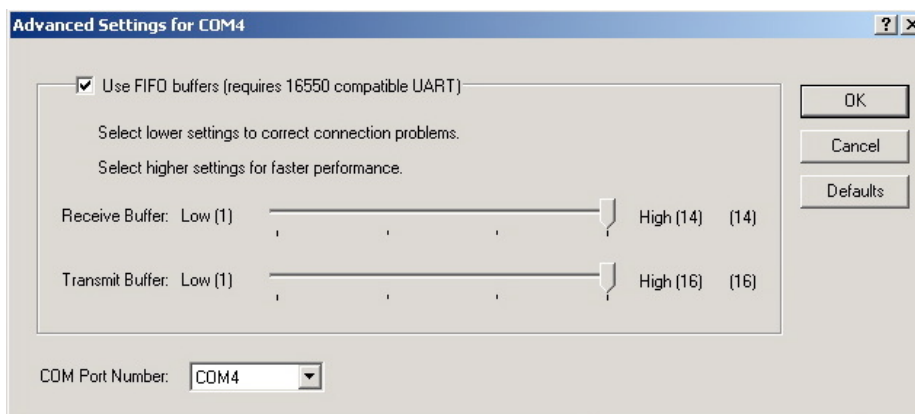 Advanced Settings for COM4
Use FIFO buffers (requires 16550 compatible UART)
OK
Select lower settings to correct connection problems.
Cancel
Select higher settings for faster performance.
Defaults
Receive Buffer: Low (1) High (14) (14)
Transmit Buffer: Low (1) High (16) (16)
COM Port Number: COM4